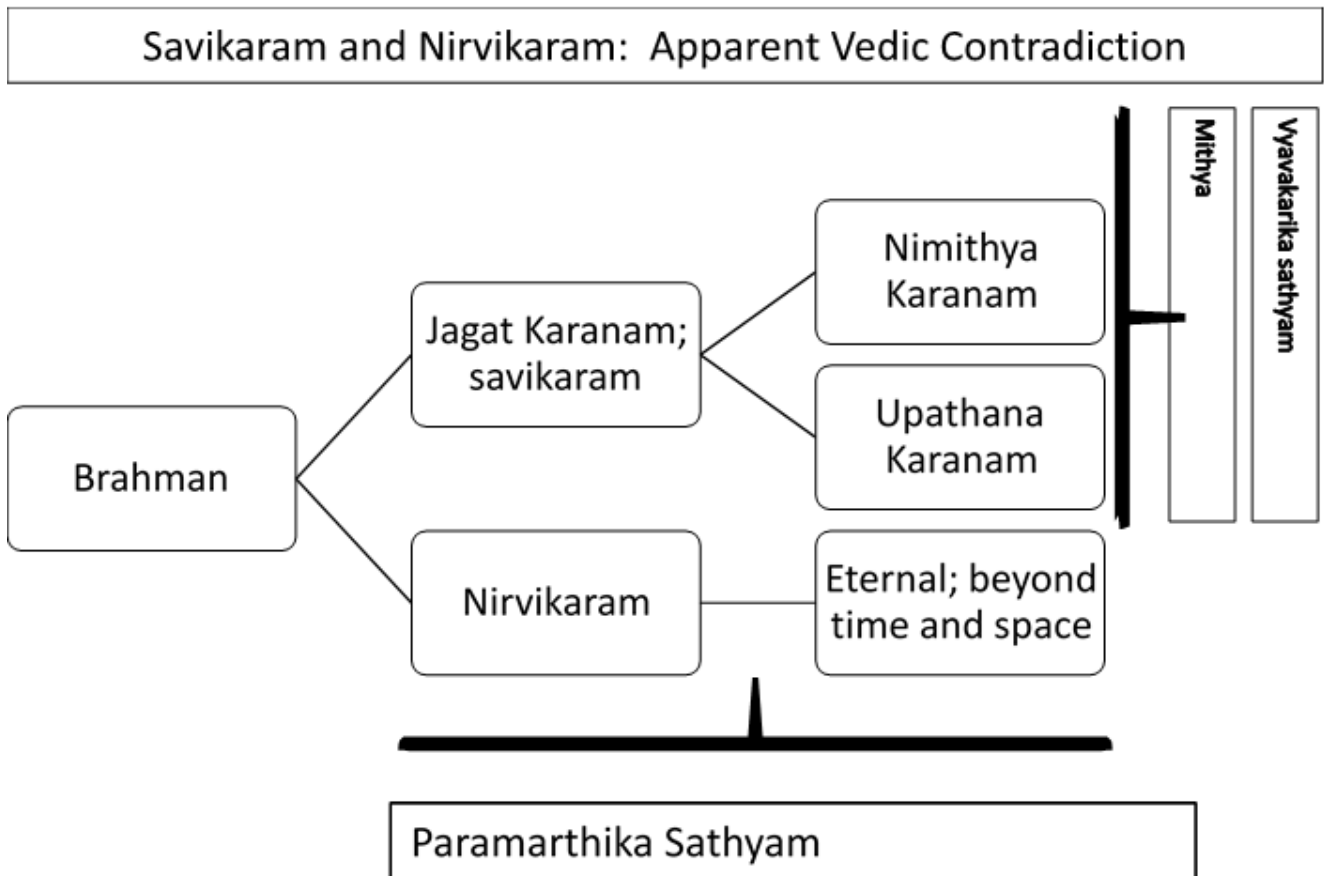 Savikaram and Nirvikaram:  Apparent Vedic Contradiction
Mithya
Vyavakarika sathyam
Nimithya
Karanam
Jagat Karanam;
savikaram
Upathana
Karanam
Brahman
Nirvikaram
Eternal; beyond
time and space
Paramarthika Sathyam